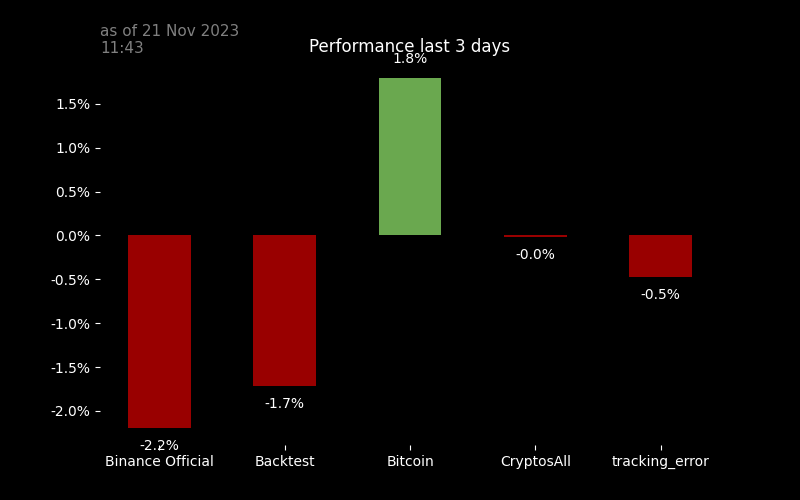 as of 21 Nov 2023
11:43
Performance last 3 days
1.8%
1.5%
1.0%
0.5%
0.0%
-0.0%
-0.5%
-0.5%
-1.0%
-1.5%
-1.7%
-2.0%
-2.2%
Binance Official
Backtest
Bitcoin
CryptosAll
tracking_error